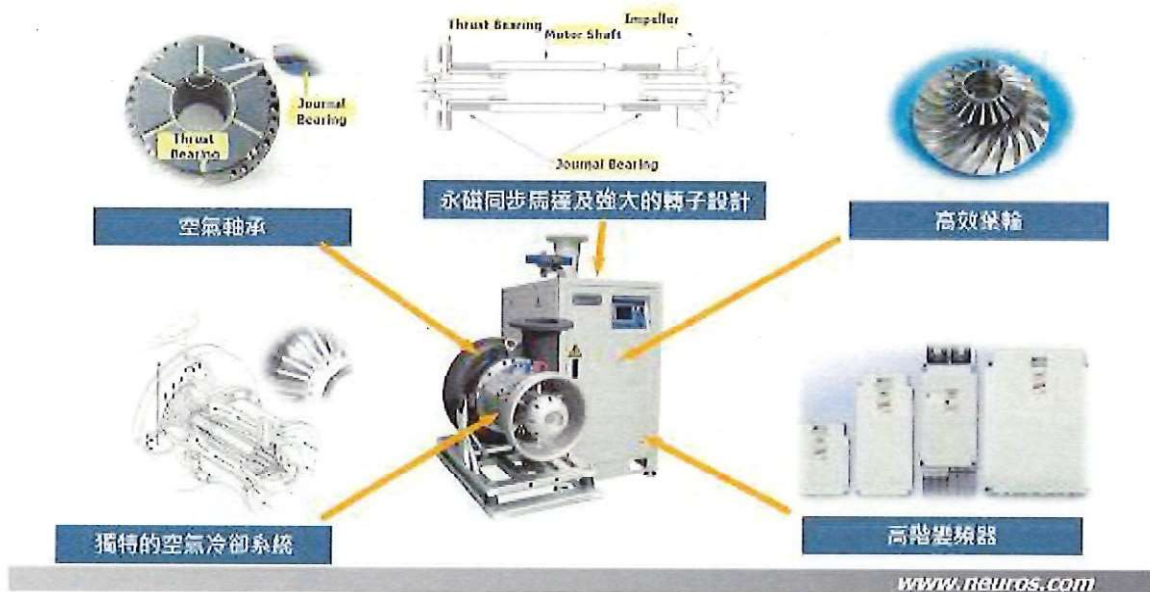 Thrust Bearing
Motor Shaft
Impeller
Journal
Bearing
Thrust
Bearing
Journal Bearing
空氣軸承
永磁同步馬達及強大的轉子設計
高效葉輪
獨特的空氣冷卻系統
高階變頻器
www.neuros.com